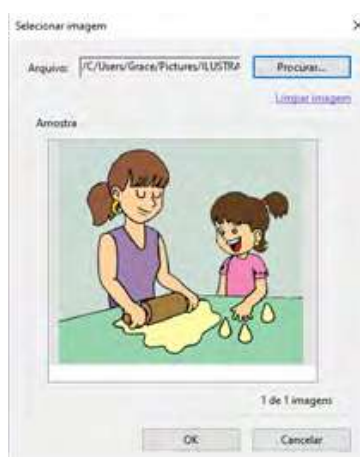 Selecionar imagem
Arquivo: /C/Users/Grace/Pictures/ILUSTRA Procurar...
Limpar imagem
Amostra
1 de 1 imagens
OK Cancelar